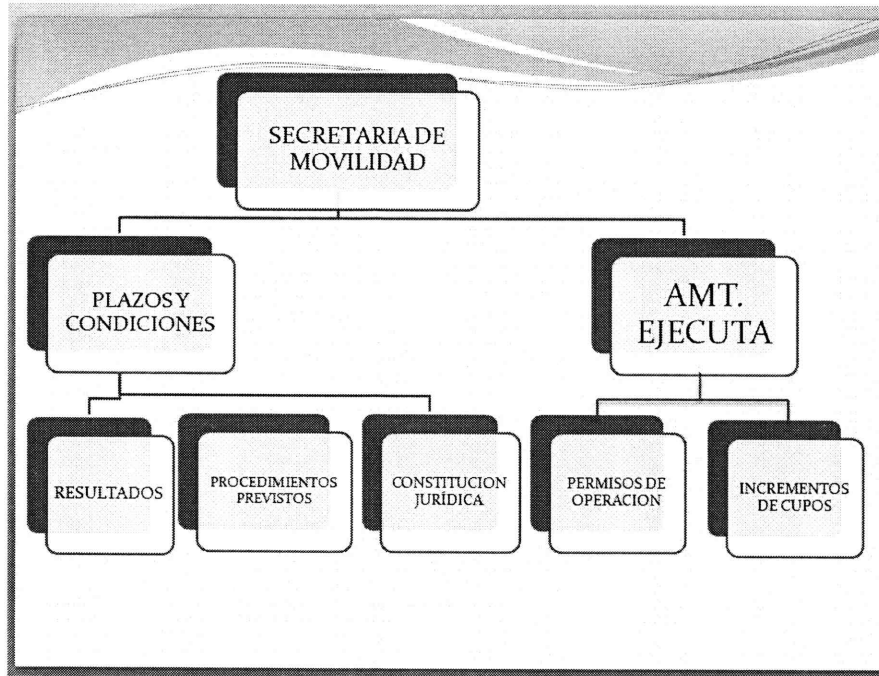 SECRETARIA DE
MOVILIDAD
PLAZOS Y
CONDICIONES
AMT.
EJECUTA
RESULTADOS
PROCEDIMIENTOS
PREVISTOS
CONSTITUCION
JURÍDICA
PERMISOS DE
OPERACION
INCREMENTOS
DE CUPOS